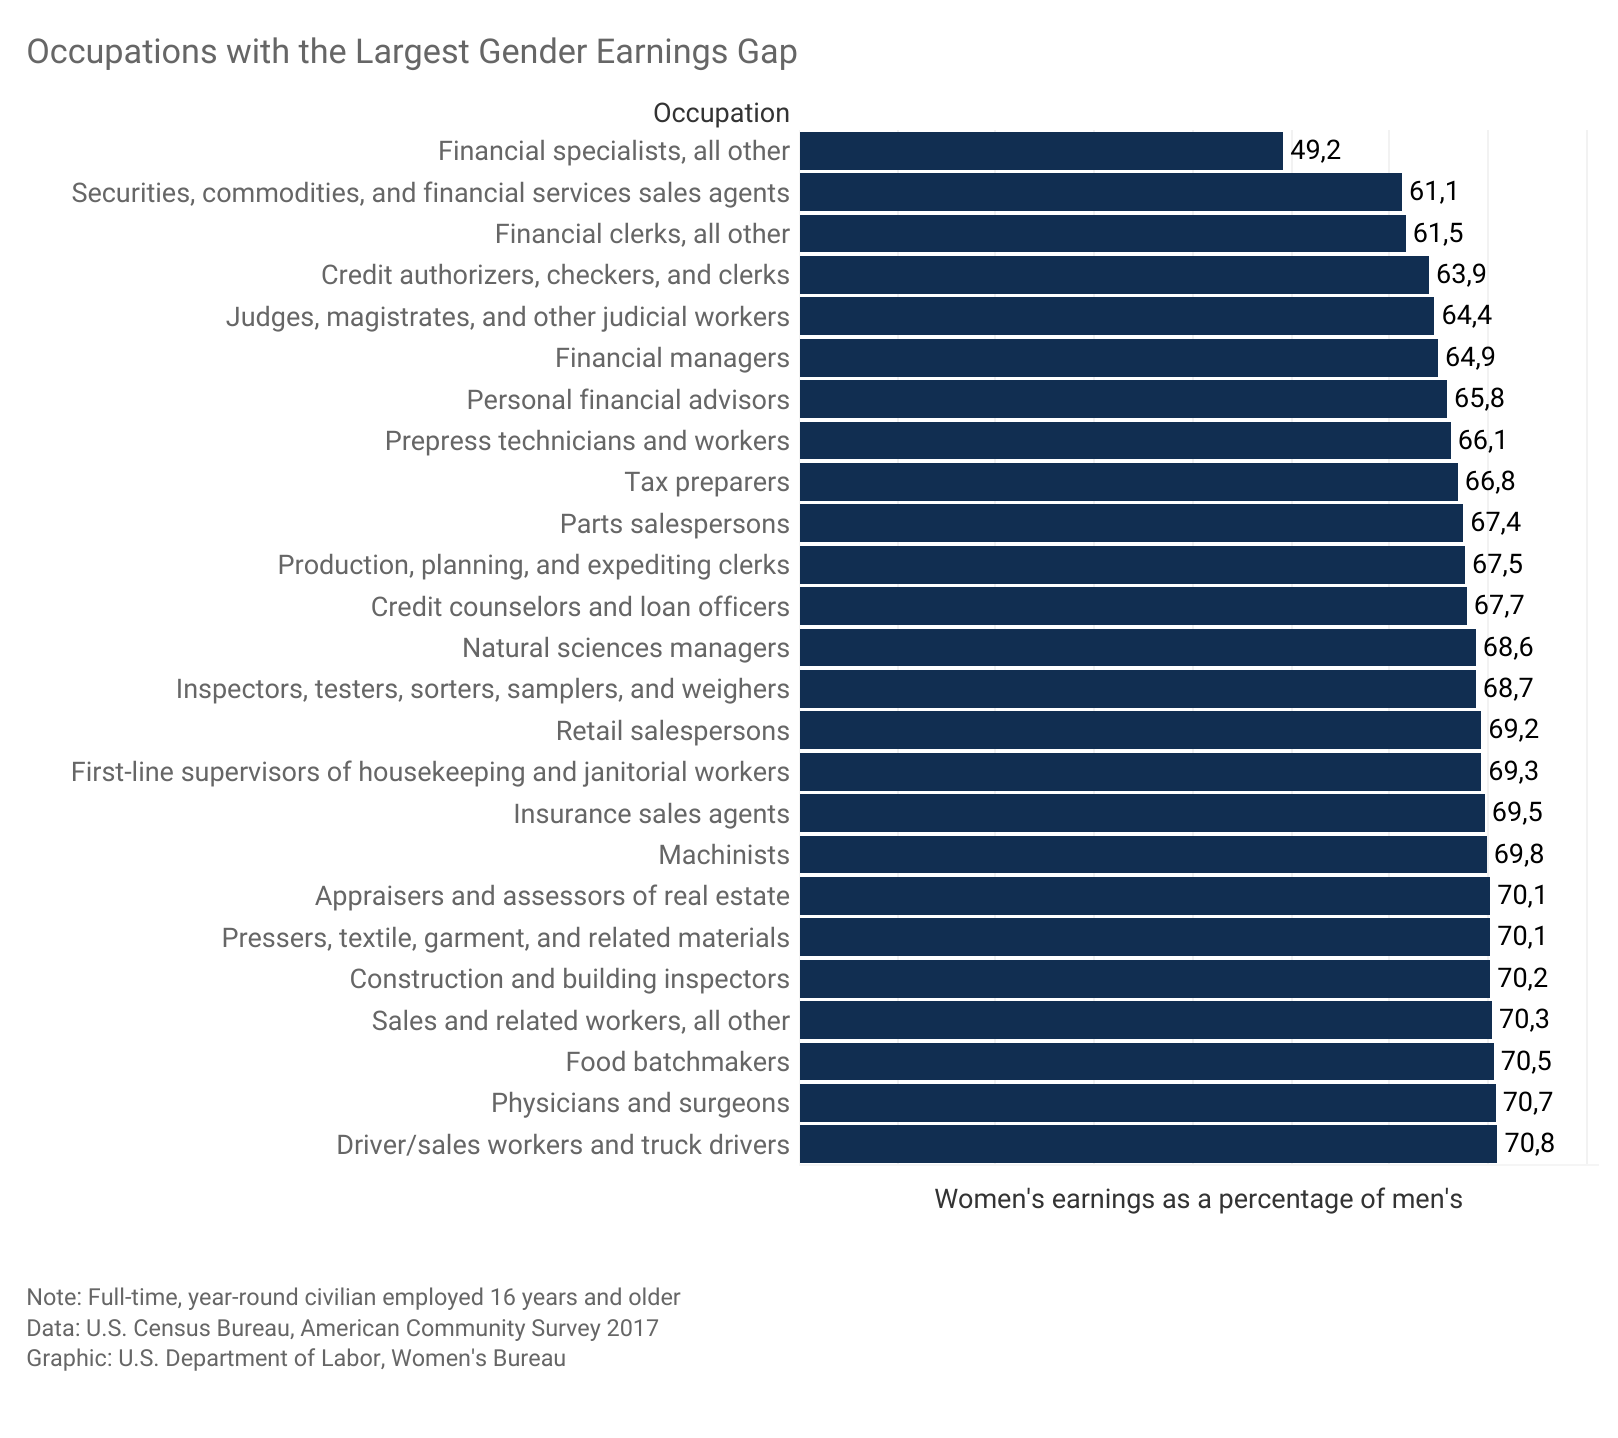 Occupations with the Largest Gender Earnings Gap
Occupation
Financial specialists, all other 49,2
Securities, commodities, and financial services sales agents 61,1
Financial clerks, all other 61,5
Credit authorizers, checkers, and clerks 63,9
Judges, magistrates, and other judicial workers 64,4
Financial managers 64,9
Personal financial advisors 65,8
Prepress technicians and workers 66,1
Tax preparers 66,8
Parts salespersons 67,4
Production, planning, and expediting clerks 67,5
Credit counselors and loan officers 67,7
Natural sciences managers 68,6
Inspectors, testers, sorters, samplers, and weighers 68,7
Retail salespersons 69,2
First-line supervisors of housekeeping and janitorial workers 69,3
Insurance sales agents 69,5
Machinists 69,8
Appraisers and assessors of real estate 70,1
Pressers, textile, garment, and related materials 70,1
Construction and building inspectors 70,2
Sales and related workers, all other 70,3
Food batchmakers 70,5
Physicians and surgeons 70,7
Driver/sales workers and truck drivers 70,8
Women's earnings as a percentage of men's
Note: Full-time, year-round civilian employed 16 years and older
Data: U.S. Census Bureau, American Community Survey 2017
Graphic: U.S. Department of Labor, Women's Bureau